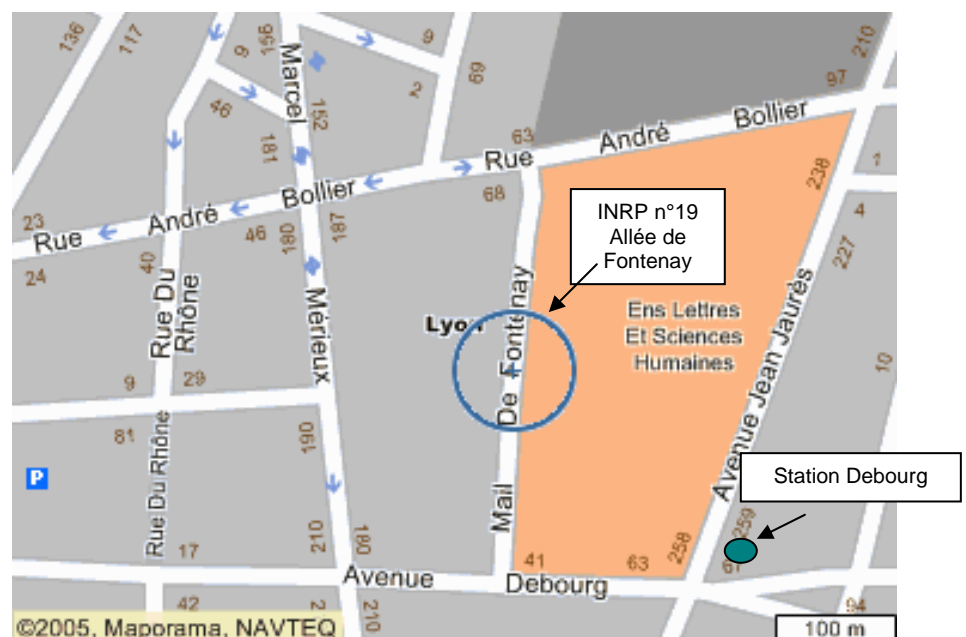 136
117
9
156
Marcel
9
210
46
152
2
69
97
181
63
Rue André Bollier
68
238
1
INRP n°19
Allée de
Fontenay
23
Rue André Bollier
46
180
187
4
227
24
40
Rue Du
Rhône
Mérieux
Lyon
Mail De Fontenay
Ens Lettres
Et Sciences
Humaines
Avenue Jean Jaurès
10
9
29
81
190
P
Rue Du Rhône
Station Debourg
17
210
180
41
63
258
259
67
Avenue Debourg
42
2
210
94
©2005, Maporama, NAVTEQ
100 m